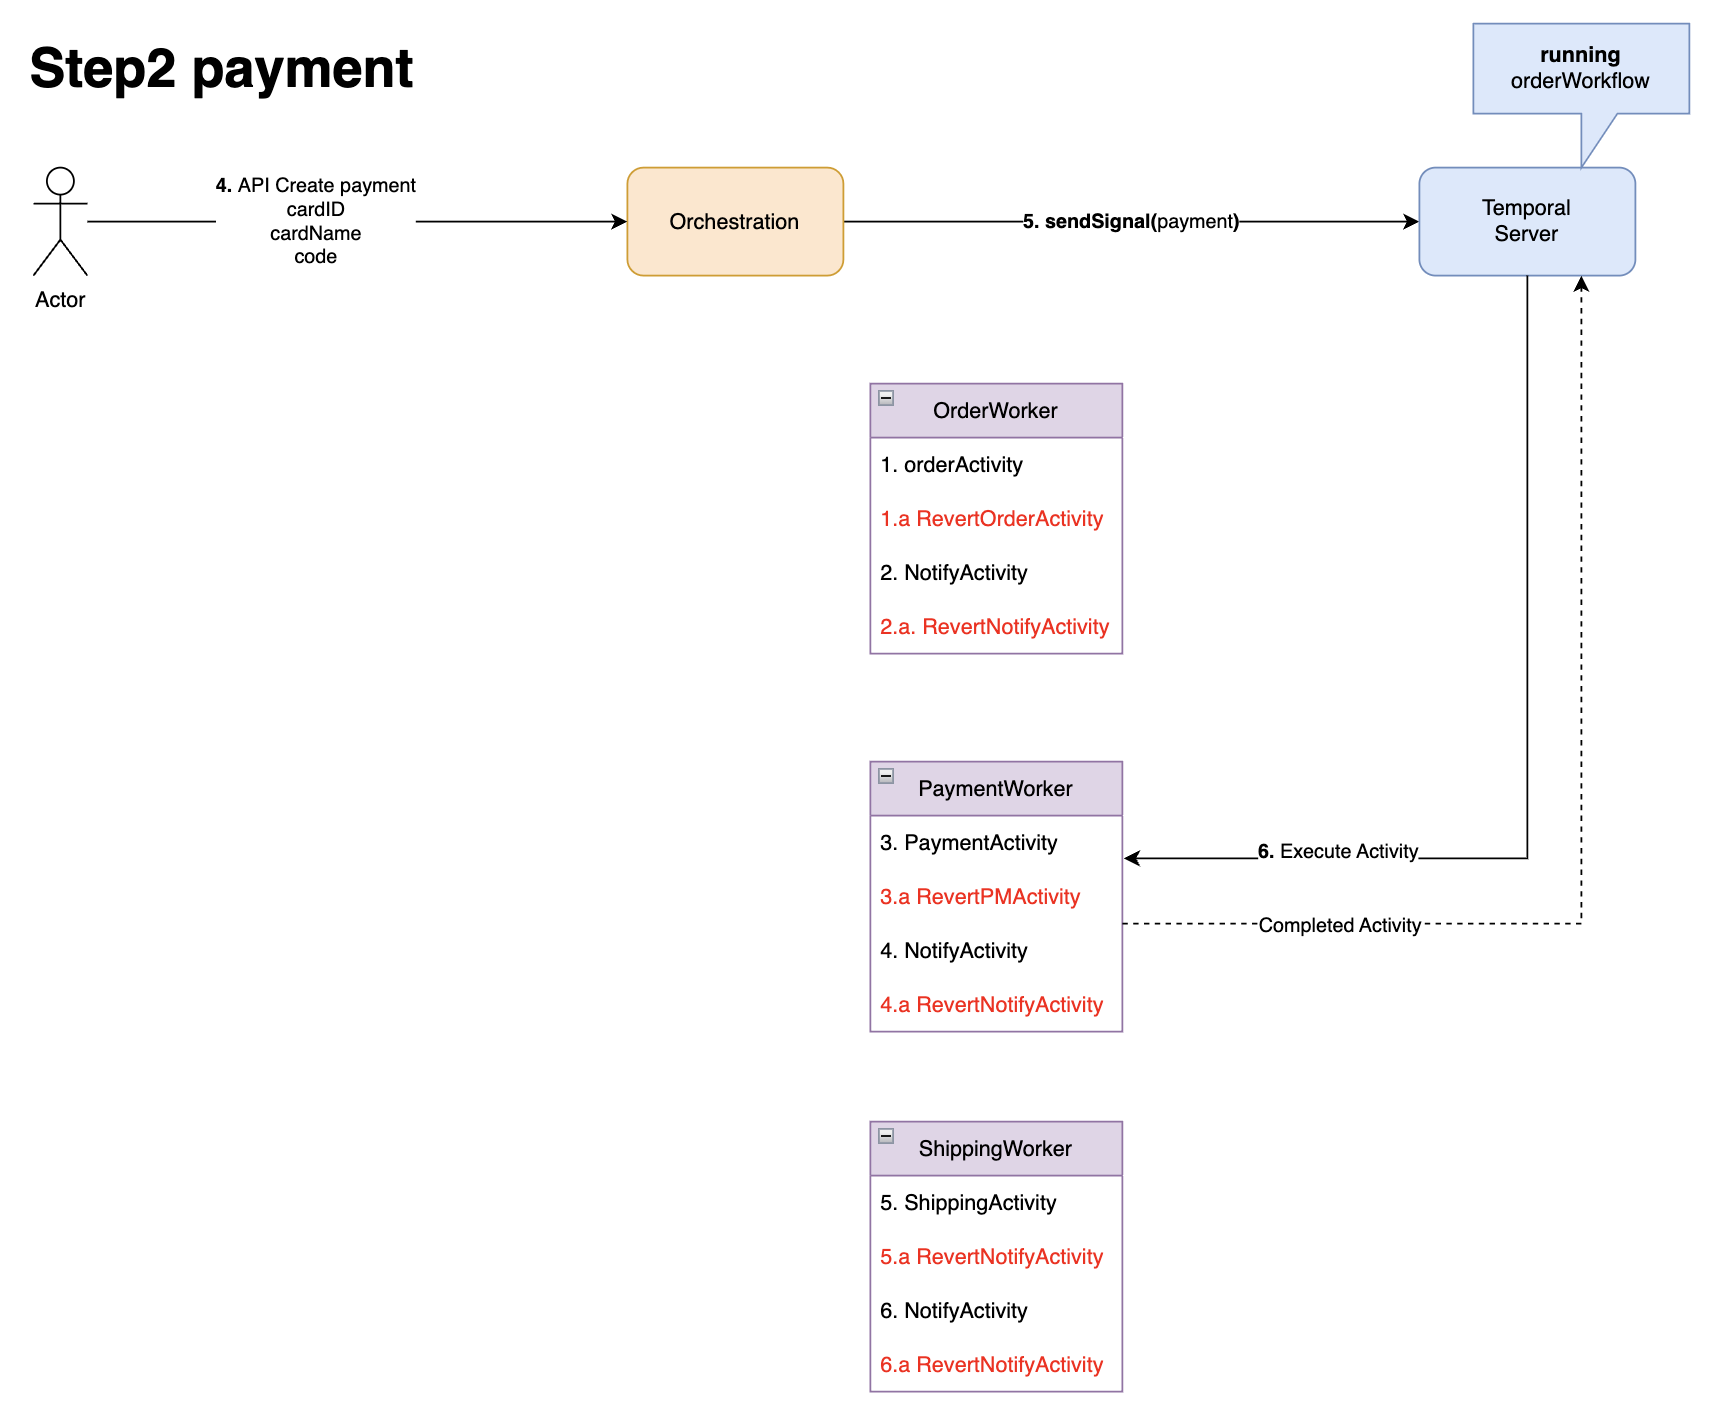 Step2 payment
running
orderWorkflow
4. API Create payment
cardID
cardName
code
Actor
Orchestration
5. sendSignal(payment)
Temporal
Server
OrderWorker
1. orderActivity
1.a RevertOrderActivity
2. NotifyActivity
2.a. RevertNotifyActivity
PaymentWorker
3. PaymentActivity
3.a RevertPMActivity
4. NotifyActivity
4.a RevertNotifyActivity
6. Execute Activity
Completed Activity
ShippingWorker
5. ShippingActivity
5.a RevertNotifyActivity
6. NotifyActivity
6.a RevertNotifyActivity